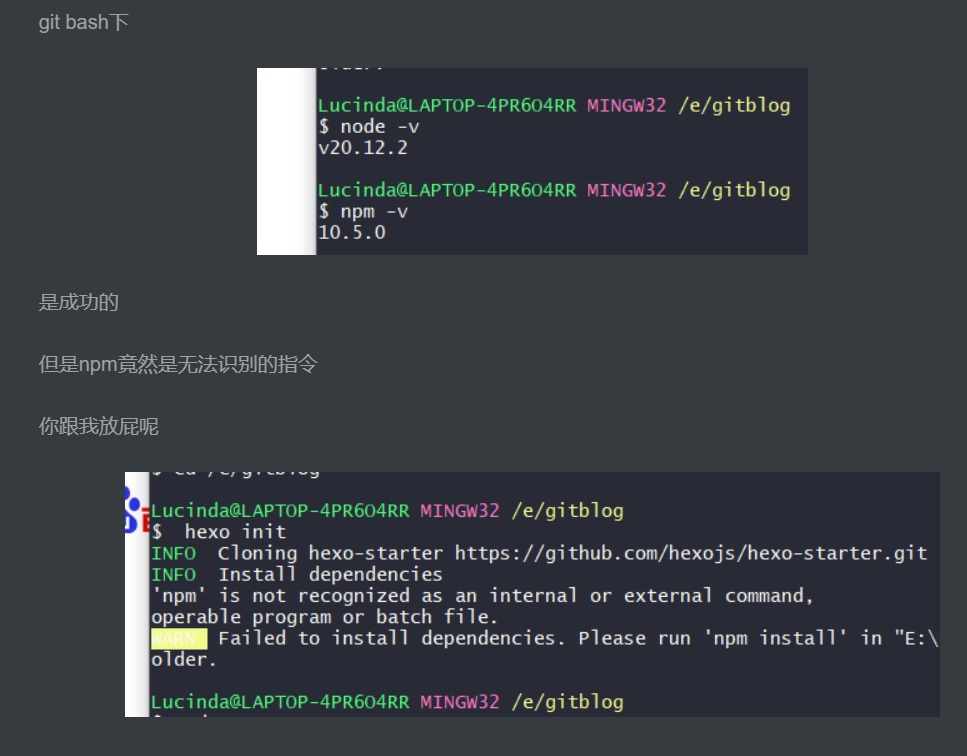 git bash下
Lucinda@LAPTOP-4PR6O4RR MINGW32 /e/gitblog
$ node -v
v20.12.2
Lucinda@LAPTOP-4PR6O4RR MINGW32 /e/gitblog
$ npm -v
10.5.0
是成功的
但是npm竟然是无法识别的指令
你跟我放屁呢
$ cd /e/gitblog
Lucinda@LAPTOP-4PR6O4RR MINGW32 /e/gitblog
$  hexo init
INFO  Cloning hexo-starter https://github.com/hexojs/hexo-starter.git
INFO  Install dependencies
'npm' is not recognized as an internal or external command,
operable program or batch file.
WARN  Failed to install dependencies. Please run 'npm install' in "E:\
older.
Lucinda@LAPTOP-4PR6O4RR MINGW32 /e/gitblog